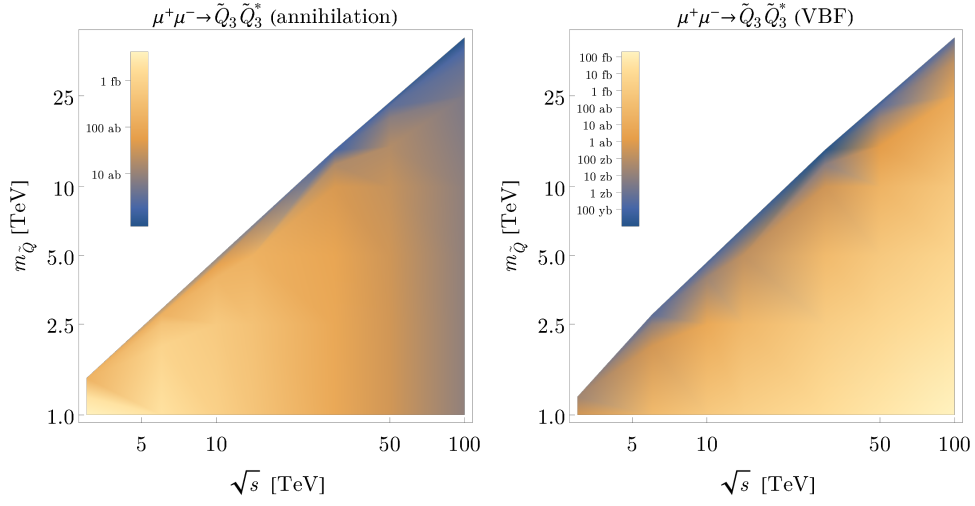 μ⁺μ⁻→Q̃₃Q̃₃* (annihilation)
1 fb
100 ab
10 ab
25
10
5.0
2.5
1.0
m_Q̃ [TeV]
5 10 50 100
√s [TeV]
μ⁺μ⁻→Q̃₃Q̃₃* (VBF)
100 fb
10 fb
1 fb
100 ab
10 ab
1 ab
100 zb
10 zb
1 zb
100 yb
25
10
5.0
2.5
1.0
m_Q̃ [TeV]
5 10 50 100
√s [TeV]